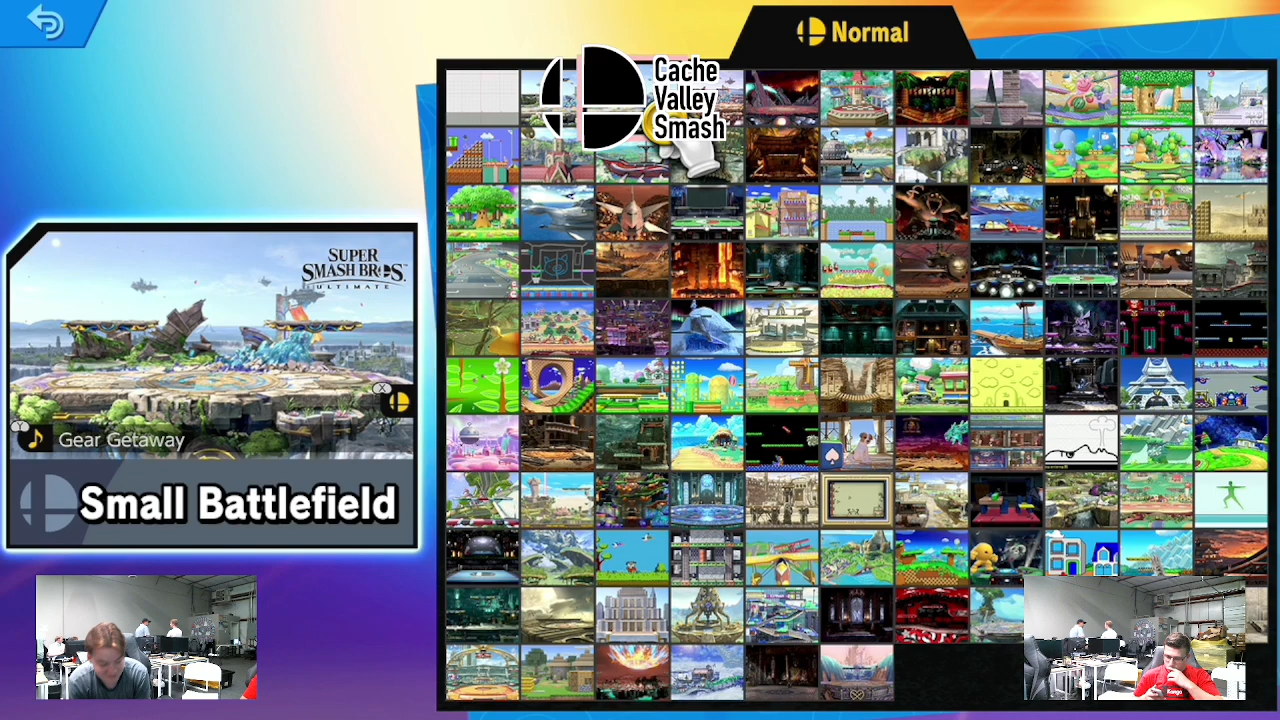 Normal
Cache
Valley
Smash
SUPER
SMASH BROS.
ULTIMATE
X
Y
Gear Getaway
Small Battlefield